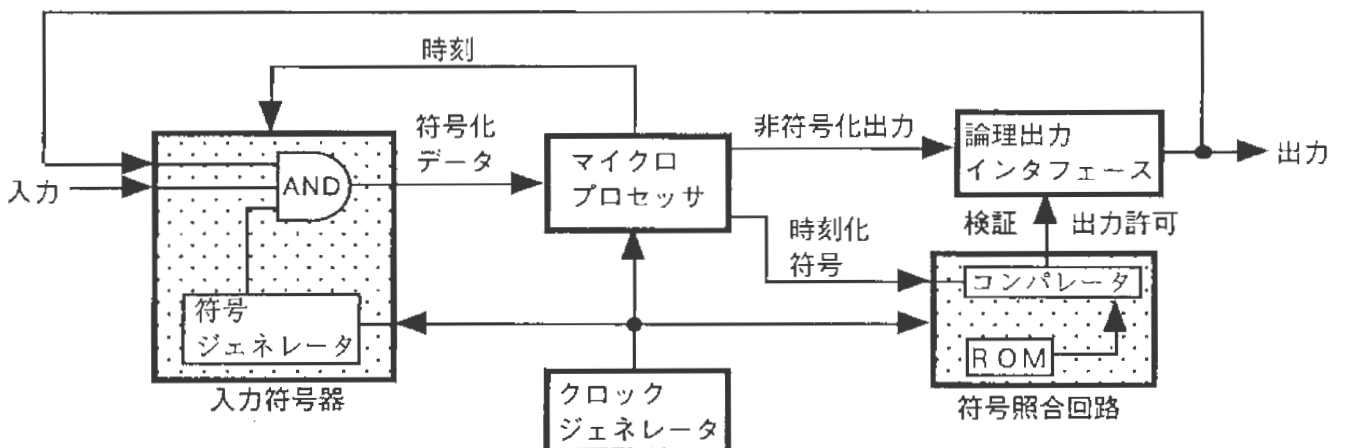 時刻
符号化
データ
非符号化出力
論理出力
インタフェース
出力
入力
AND
マイクロ
プロセッサ
検証
出力許可
時刻化
符号
コンパレータ
符号
ジェネレータ
ROM
入力符号器
クロック
ジェネレータ
符号照合回路